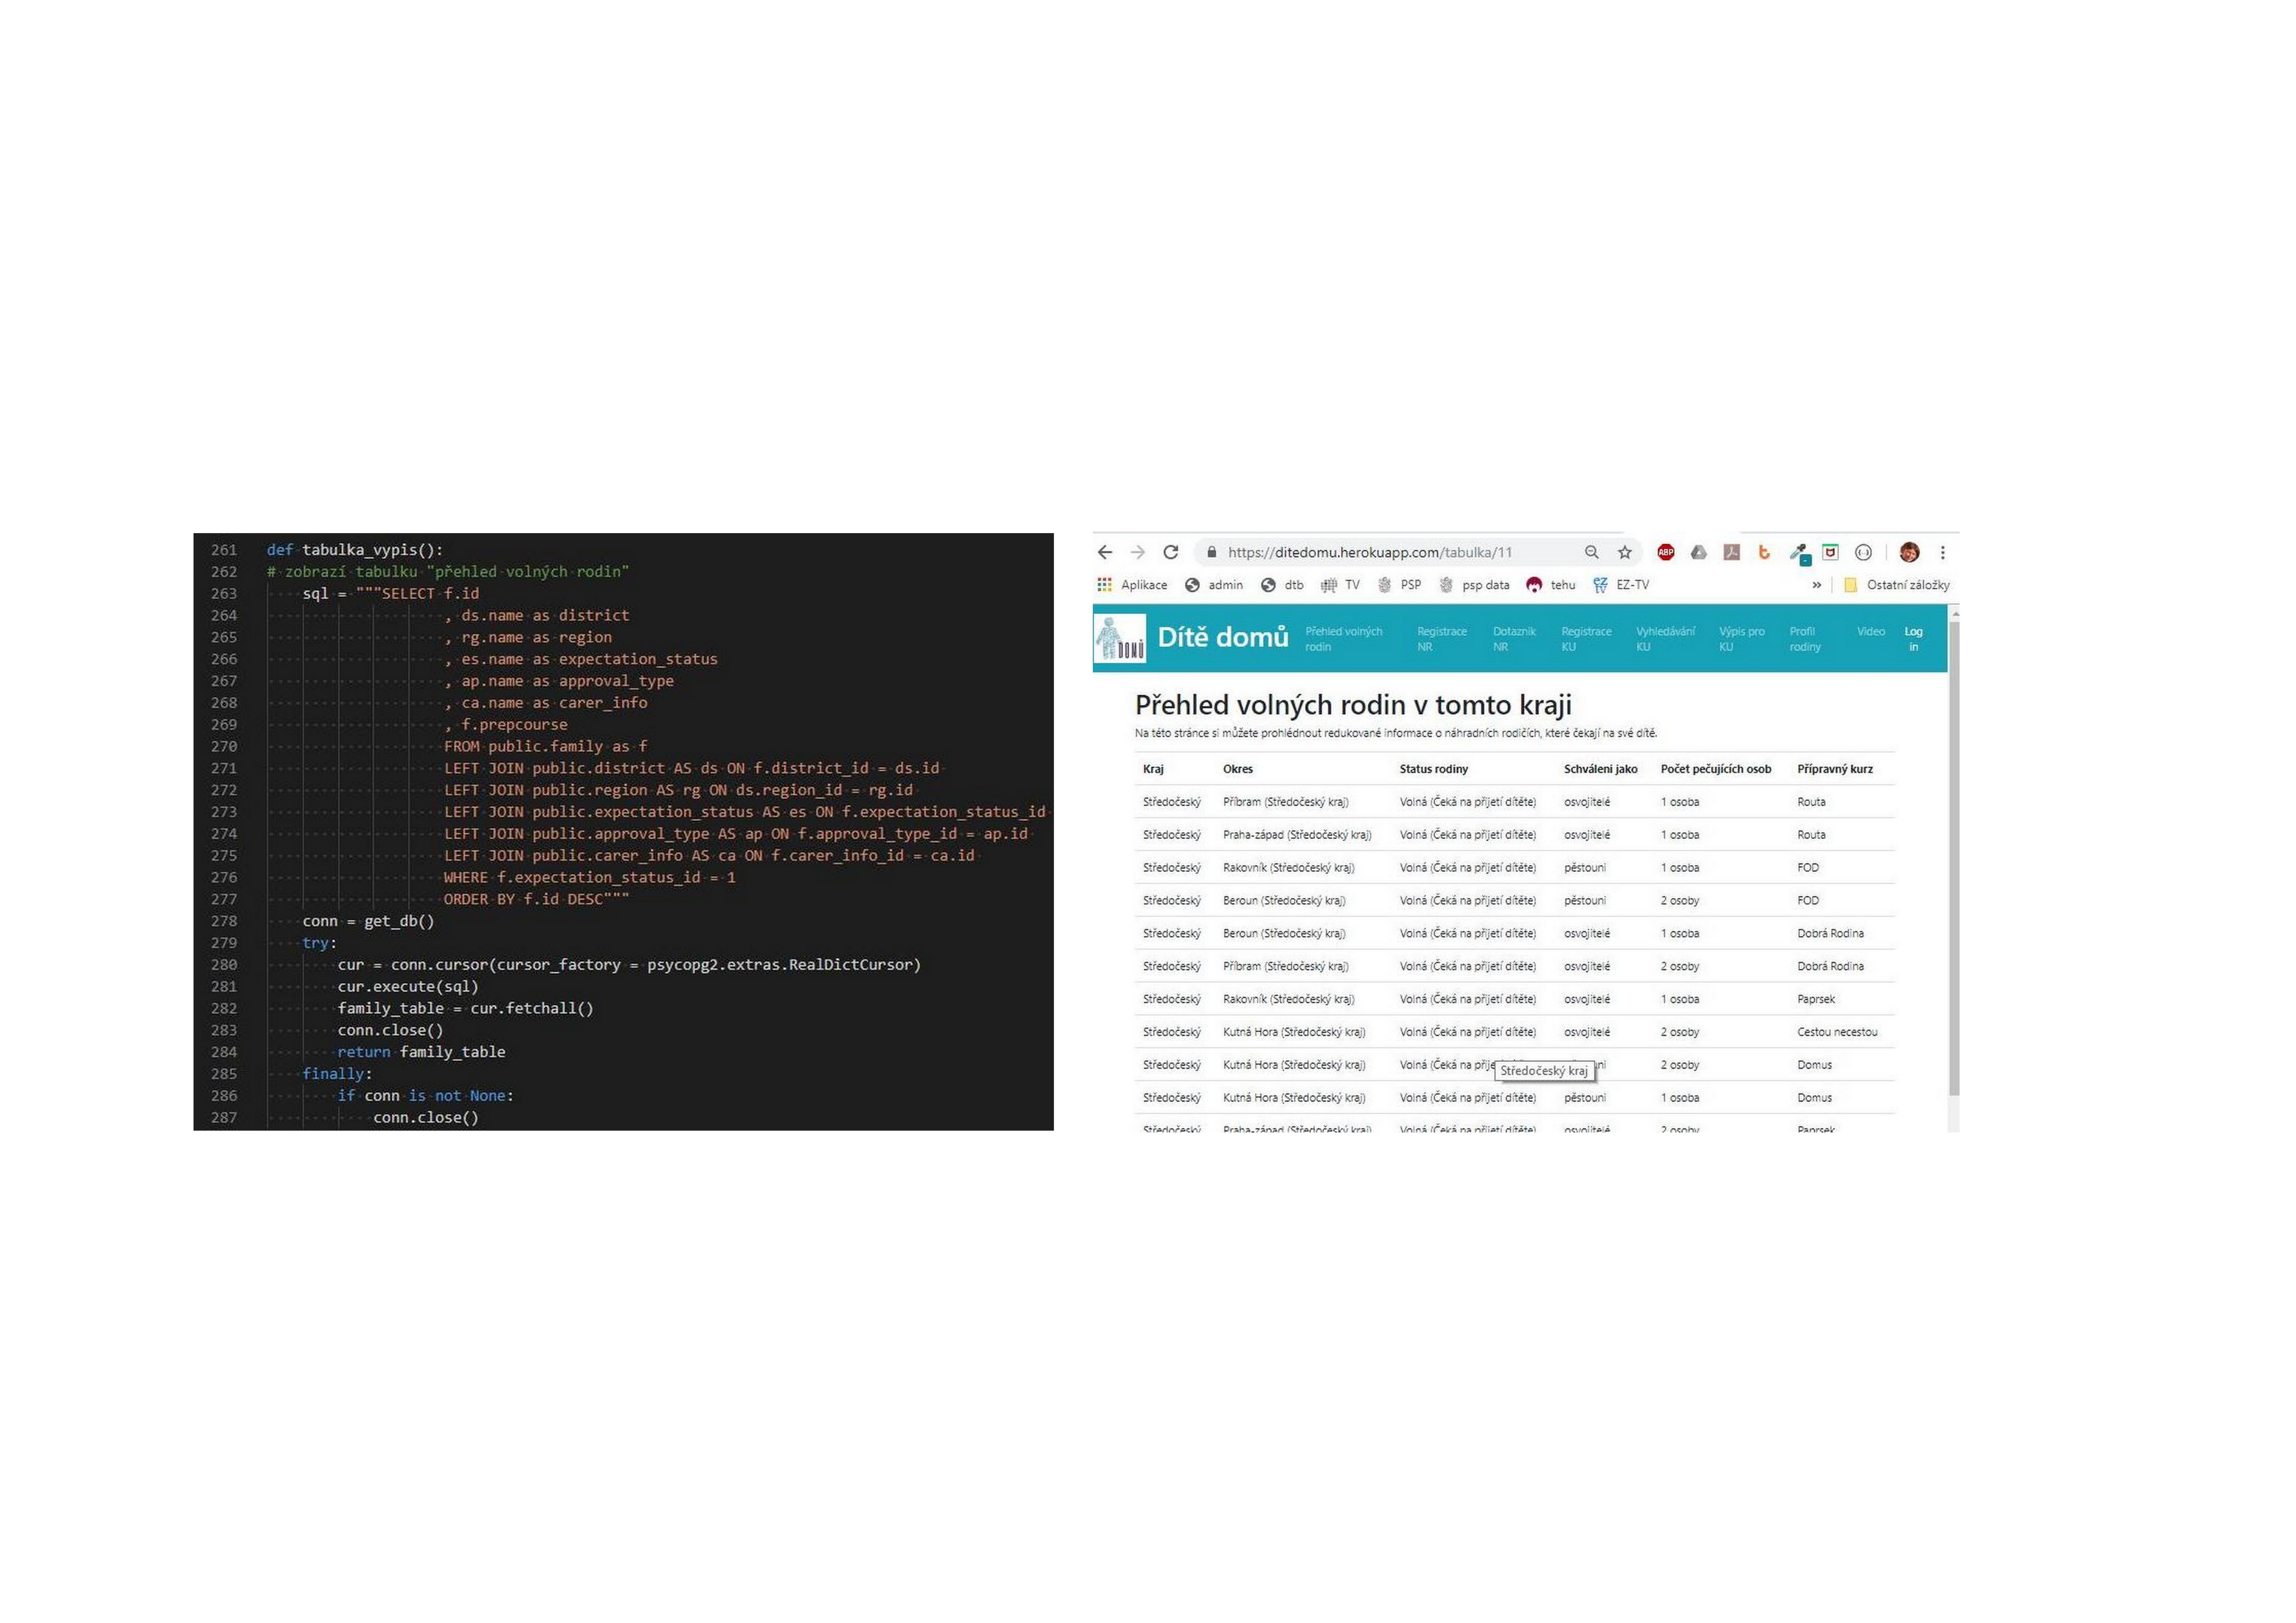 261 def tabulka_vypis():
262 # zobrazí tabulku "přehled volných rodin"
263 sql = """SELECT f.id
264 , ds.name as district
265 , rg.name as region
266 , es.name as expectation_status
267 , ap.name as approval_type
268 , ca.name as carer_info
269 , f.prepcourse
270 FROM public.family as f
271 LEFT JOIN public.district AS ds ON f.district_id = ds.id
272 LEFT JOIN public.region AS rg ON ds.region_id = rg.id
273 LEFT JOIN public.expectation_status AS es ON f.expectation_status_id
274 LEFT JOIN public.approval_type AS ap ON f.approval_type_id = ap.id
275 LEFT JOIN public.carer_info AS ca ON f.carer_info_id = ca.id
276 WHERE f.expectation_status_id = 1
277 ORDER BY f.id DESC"""
278 conn = get_db()
279 try:
280 cur = conn.cursor(cursor_factory = psycopg2.extras.RealDictCursor)
281 cur.execute(sql)
282 family_table = cur.fetchall()
283 conn.close()
284 return family_table
285 finally:
286 if conn is not None:
287 conn.close()
https://ditedomu.herokuapp.com/tabulka/11
ABP
Aplikace admin dtb TV PSP psp data tehu EZ-TV » Ostatní záložky
DOMŮ Dítě domů
Přehled volných rodin
Registrace NR
Dotazník NR
Registrace KU
Vyhledávání KU
Výpis pro KU
Profil rodiny
Video
Log in
Přehled volných rodin v tomto kraji
Na této stránce si můžete prohlédnout redukované informace o náhradních rodičích, které čekají na své dítě.
Kraj Okres Status rodiny Schváleni jako Počet pečujících osob Přípravný kurz
Středočeský Příbram (Středočeský kraj) Volná (Čeká na přijetí dítěte) osvojitelé 1 osoba Routa
Středočeský Praha-západ (Středočeský kraj) Volná (Čeká na přijetí dítěte) osvojitelé 1 osoba Routa
Středočeský Rakovník (Středočeský kraj) Volná (Čeká na přijetí dítěte) pěstouni 1 osoba FOD
Středočeský Beroun (Středočeský kraj) Volná (Čeká na přijetí dítěte) pěstouni 2 osoby FOD
Středočeský Beroun (Středočeský kraj) Volná (Čeká na přijetí dítěte) osvojitelé 1 osoba Dobrá Rodina
Středočeský Příbram (Středočeský kraj) Volná (Čeká na přijetí dítěte) osvojitelé 2 osoby Dobrá Rodina
Středočeský Rakovník (Středočeský kraj) Volná (Čeká na přijetí dítěte) osvojitelé 1 osoba Paprsek
Středočeský Kutná Hora (Středočeský kraj) Volná (Čeká na přijetí dítěte) osvojitelé 2 osoby Cestou necestou
Středočeský Kutná Hora (Středočeský kraj) Volná (Čeká na 2 osoby Domus
Středočeský kraj
Středočeský Kutná Hora (Středočeský kraj) Volná (Čeká na přijetí dítěte) pěstouni 1 osoba Domus
Středočeský Praha-západ (Středočeský kraj) Volná (Čeká na přijetí dítěte) osvojitelé 2 osoby Paprsek